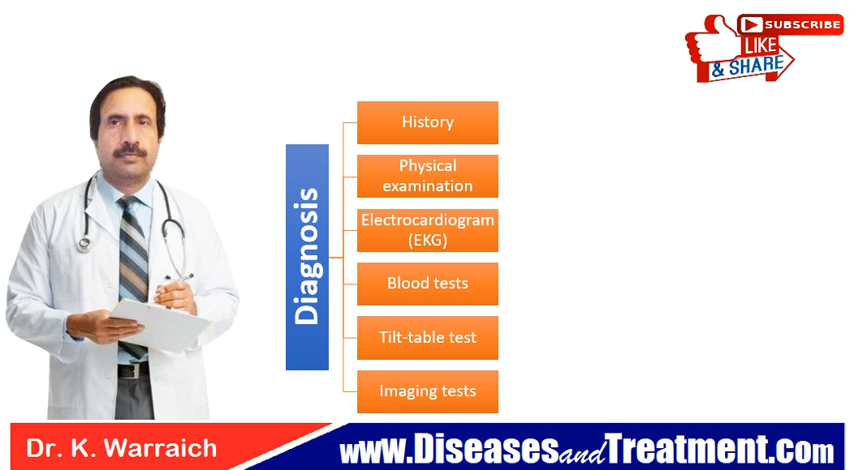 SUBSCRIBE
LIKE
& SHARE
Diagnosis
History
Physical
examination
Electrocardiogram
(EKG)
Blood tests
Tilt-table test
Imaging tests
Dr. K. Warraich
www.DiseasesandTreatment.com